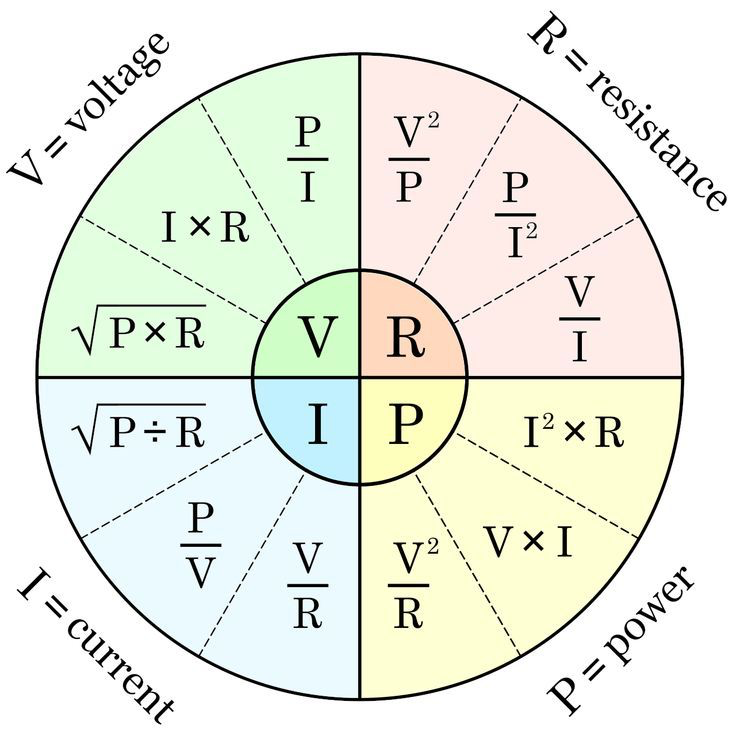 V = voltage
R = resistance
P/I
V²/P
I × R
P/I²
√(P × R)
V/I
V
R
I
P
√(P ÷ R)
I² × R
P/V
V × I
V/R
V²/R
I = current
P = power